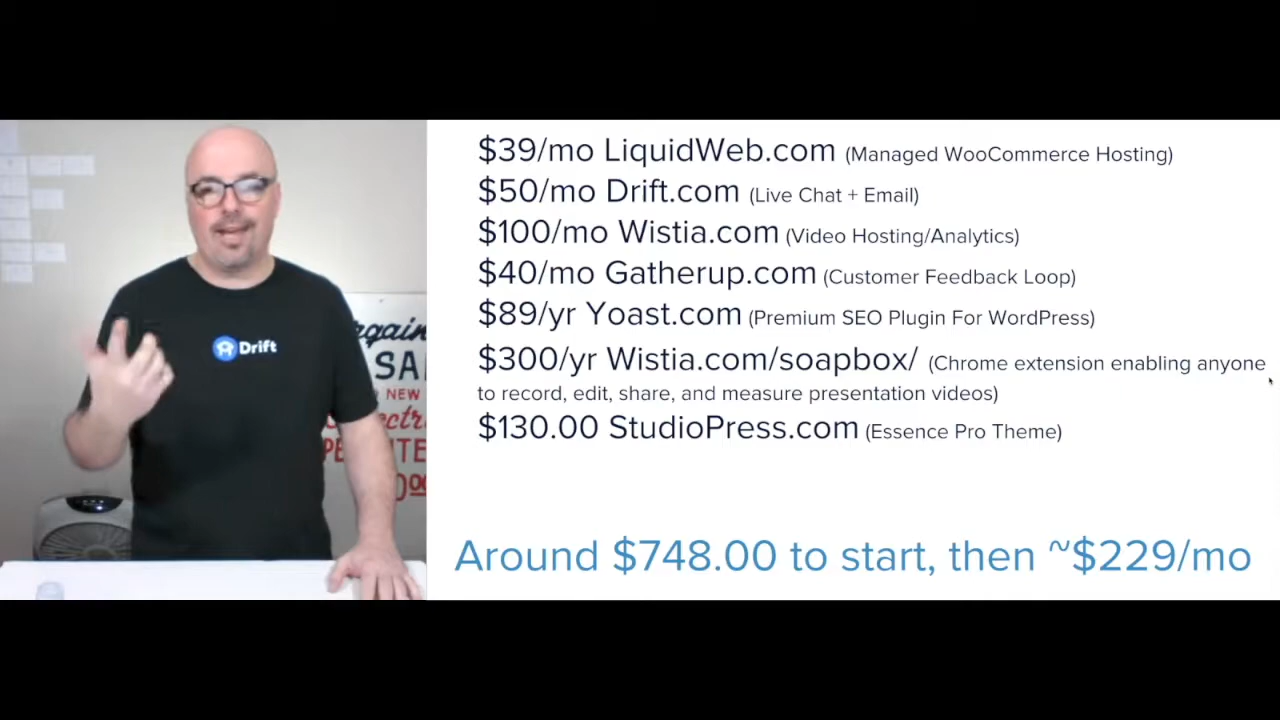 $39/mo LiquidWeb.com (Managed WooCommerce Hosting)
$50/mo Drift.com (Live Chat + Email)
$100/mo Wistia.com (Video Hosting/Analytics)
$40/mo Gatherup.com (Customer Feedback Loop)
$89/yr Yoast.com (Premium SEO Plugin For WordPress)
$300/yr Wistia.com/soapbox/ (Chrome extension enabling anyone
to record, edit, share, and measure presentation videos)
$130.00 StudioPress.com (Essence Pro Theme)
Around $748.00 to start, then ~$229/mo
Drift
NEW